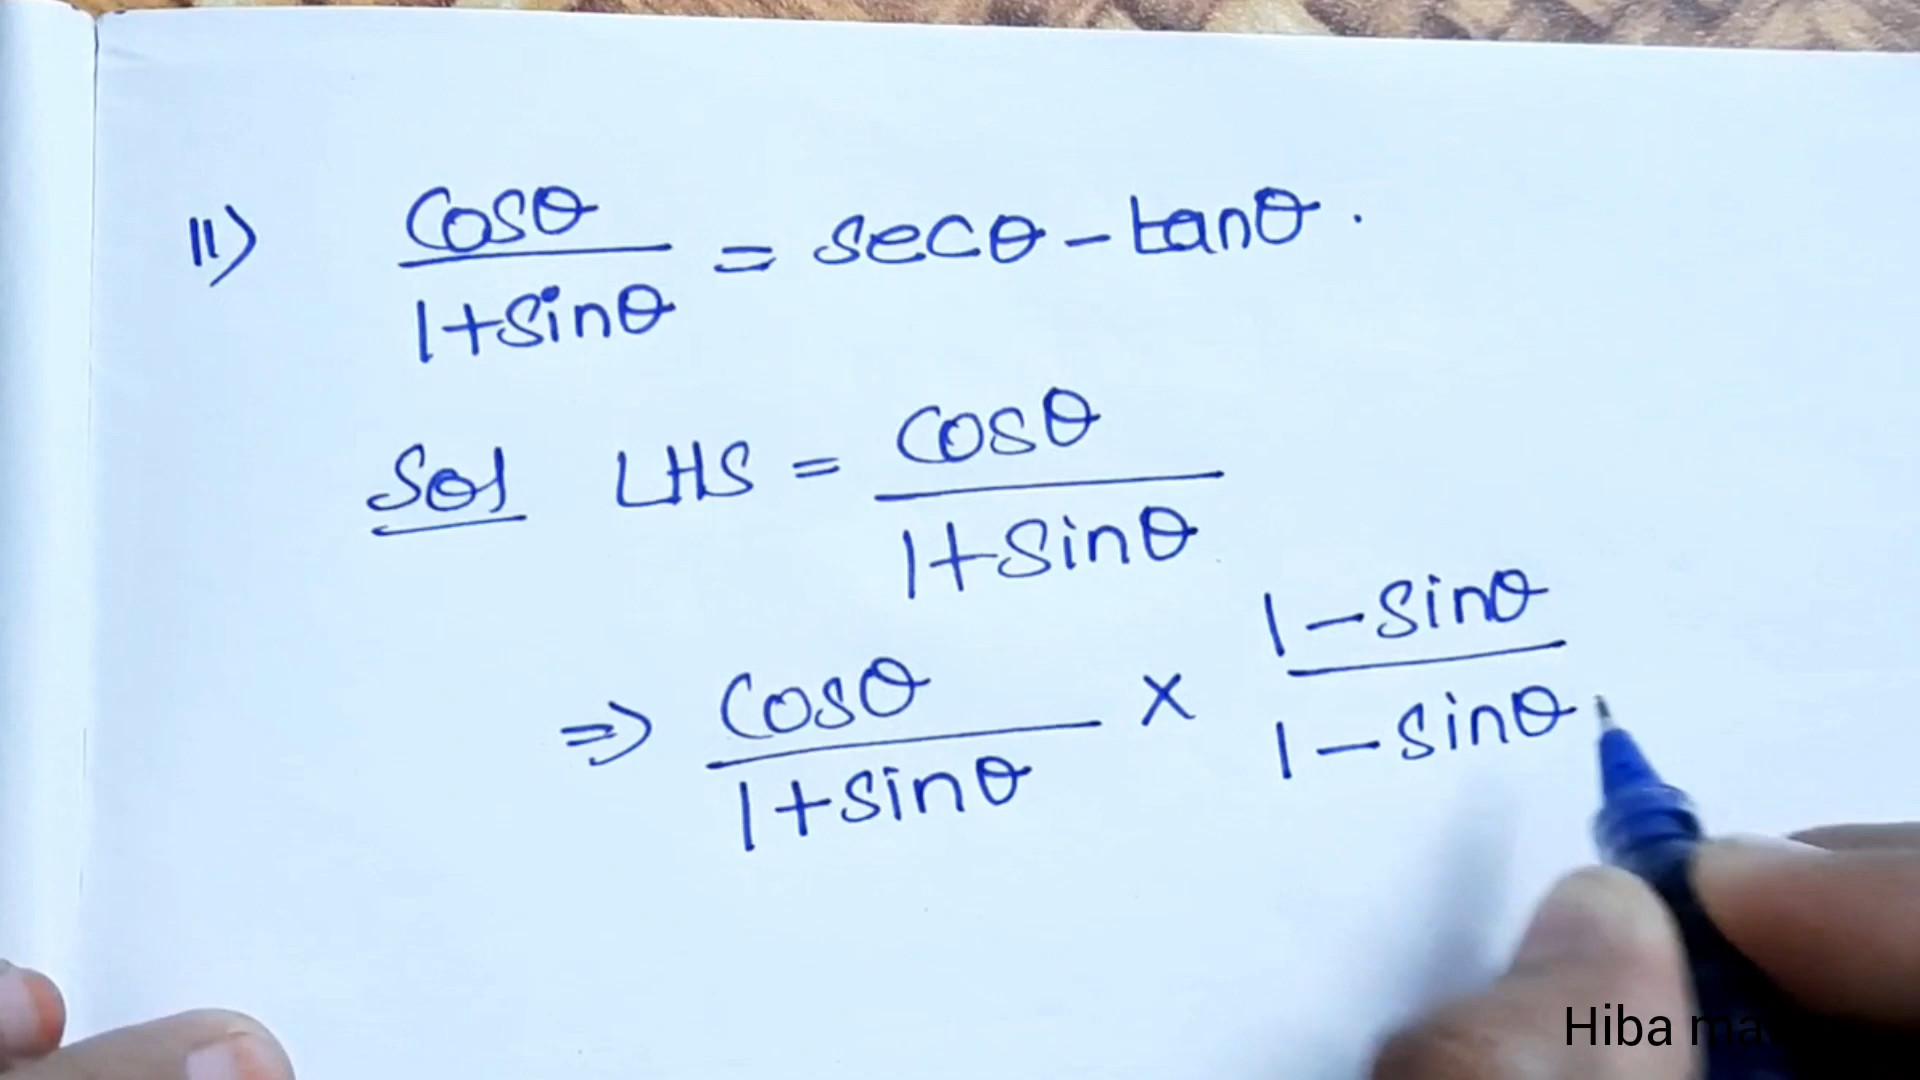 11) cosθ / 1+sinθ = secθ - tanθ.
Sol LHS = cosθ / 1+sinθ
=> cosθ / 1+sinθ × 1-sinθ / 1-sinθ
Hiba